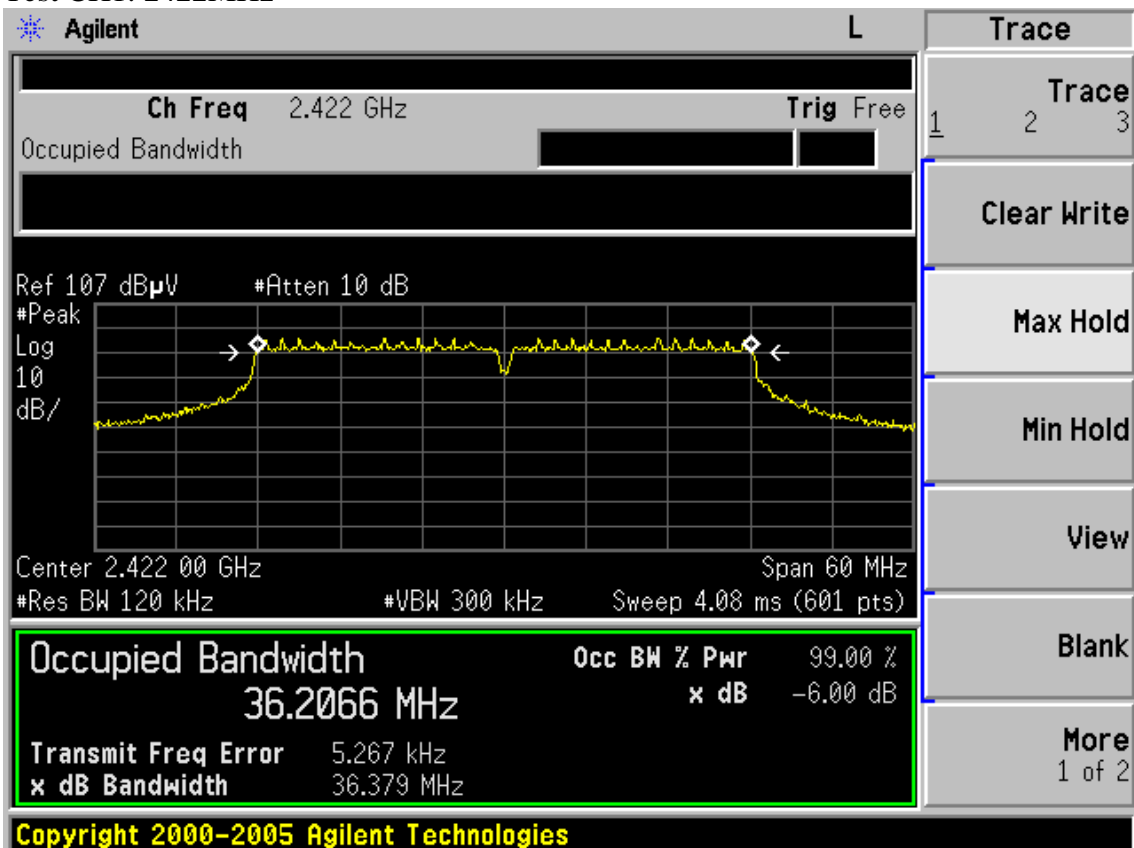 Agilent L
Ch Freq 2.422 GHz Trig Free
Occupied Bandwidth
Ref 107 dBµV #Atten 10 dB
#Peak
Log
10
dB/
Center 2.422 00 GHz Span 60 MHz
#Res BW 120 kHz #VBW 300 kHz Sweep 4.08 ms (601 pts)
Occupied Bandwidth Occ BW % Pwr 99.00 %
36.2066 MHz x dB -6.00 dB
Transmit Freq Error 5.267 kHz
x dB Bandwidth 36.379 MHz
Copyright 2000-2005 Agilent Technologies
Trace
Trace
1 2 3
Clear Write
Max Hold
Min Hold
View
Blank
More
1 of 2